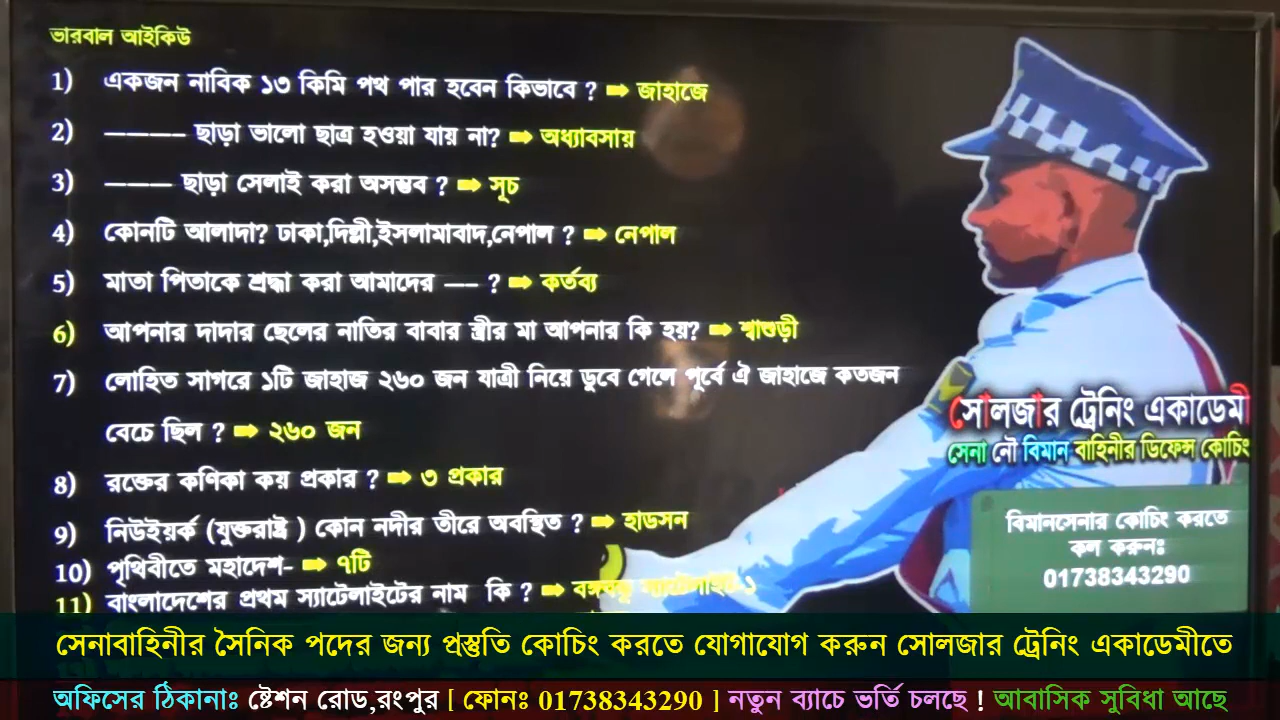 ভারবাল আইকিউ
1) একজন নাবিক ১৩ কিমি পথ পার হবেন কিভাবে ? ➡ জাহাজে
2) ————– ছাড়া ভালো ছাত্র হওয়া যায় না? ➡ অধ্যাবসায়
3) ——— ছাড়া সেলাই করা অসম্ভব ? ➡ সূচ
4) কোনটি আলাদা? ঢাকা,দিল্লী,ইসলামাবাদ,নেপাল ? ➡ নেপাল
5) মাতা পিতাকে শ্রদ্ধা করা আমাদের —– ? ➡ কর্তব্য
6) আপনার দাদার ছেলের নাতির বাবার স্ত্রীর মা আপনার কি হয়? ➡ শ্বাশুড়ী
7) লোহিত সাগরে ১টি জাহাজ ২৬০ জন যাত্রী নিয়ে ডুবে গেলে পূর্বে ঐ জাহাজে কতজন
বেচে ছিল ? ➡ ২৬০ জন
8) রক্তের কণিকা কয় প্রকার ? ➡ ৩ প্রকার
9) নিউইয়র্ক (যুক্তরাষ্ট্র ) কোন নদীর তীরে অবস্থিত ? ➡ হাডসন
10) পৃথিবীতে মহাদেশ- ➡ ৭টি
11) বাংলাদেশের প্রথম স্যাটেলাইটের নাম কি ? ➡ বঙ্গবন্ধু স্যাটেলাইট ১
সোলজার ট্রেনিং একাডেমী
সেনা নৌ বিমান বাহিনীর ডিফেন্স কোচিং
বিমানসেনার কোচিং করতে
কল করুনঃ
01738343290
সেনাবাহিনীর সৈনিক পদের জন্য প্রস্তুতি কোচিং করতে যোগাযোগ করুন সোলজার ট্রেনিং একাডেমীতে
অফিসের ঠিকানাঃ ষ্টেশন রোড,রংপুর [ ফোনঃ 01738343290 ] নতুন ব্যাচে ভর্তি চলছে ! আবাসিক সুবিধা আছে